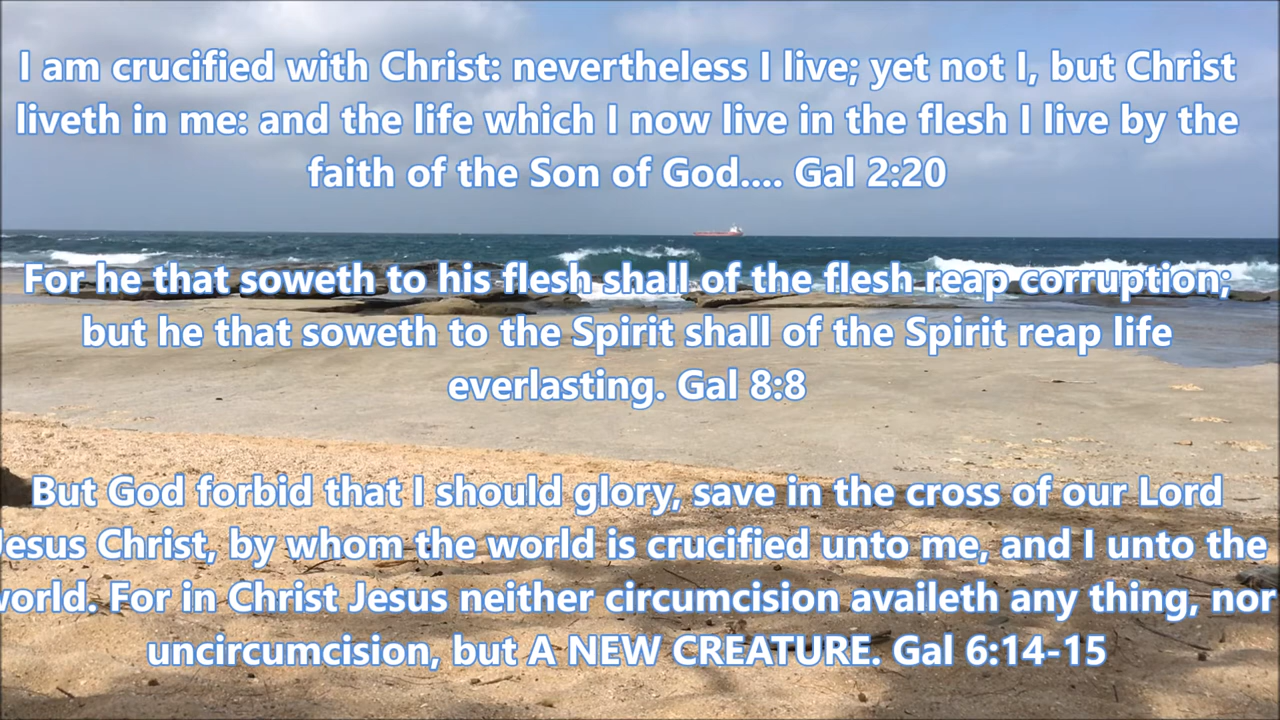 I am crucified with Christ: nevertheless I live; yet not I, but Christ
liveth in me: and the life which I now live in the flesh I live by the
faith of the Son of God.... Gal 2:20
For he that soweth to his flesh shall of the flesh reap corruption;
but he that soweth to the Spirit shall of the Spirit reap life
everlasting. Gal 8:8
But God forbid that I should glory, save in the cross of our Lord
Jesus Christ, by whom the world is crucified unto me, and I unto the
world. For in Christ Jesus neither circumcision availeth any thing, nor
uncircumcision, but A NEW CREATURE. Gal 6:14-15